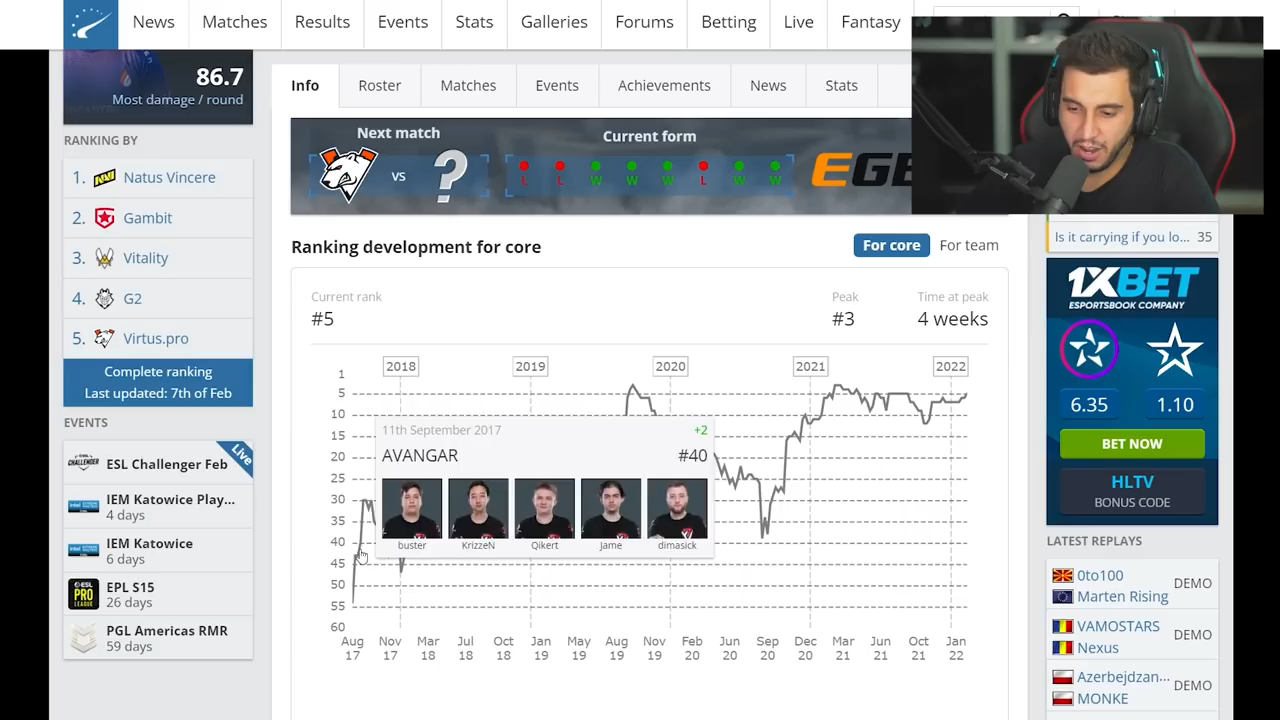 News
Matches
Results
Events
Stats
Galleries
Forums
Betting
Live
Fantasy
86.7
Most damage / round
RANKING BY
1. Natus Vincere
2. Gambit
3. Vitality
4. G2
5. Virtus.pro
Complete ranking
Last updated: 7th of Feb
EVENTS
ESL Challenger Feb
Live
IEM Katowice Play...
4 days
IEM Katowice
6 days
EPL S15
26 days
PGL Americas RMR
59 days
Info
Roster
Matches
Events
Achievements
News
Stats
Next match
VS
?
Current form
L L W W W L W W
EGB
Ranking development for core
For core
For team
Current rank
#5
Peak
#3
Time at peak
4 weeks
2018 2019 2020 2021 2022
1
5
10
15
20
25
30
35
40
45
50
55
60
11th September 2017
+2
AVANGAR
#40
buster
KrizzeN
Qikert
Jame
dimasick
Aug 17
Nov 17
Mar 18
Jul 18
Oct 18
Jan 19
May 19
Aug 19
Nov 19
Feb 20
Jun 20
Sep 20
Dec 20
Mar 21
Jun 21
Oct 21
Jan 22
Is it carrying if you lo...
35
1XBET
ESPORTSBOOK COMPANY
6.35
1.10
BET NOW
HLTV
BONUS CODE
LATEST REPLAYS
0to100
Marten Rising
DEMO
VAMOSTARS
Nexus
DEMO
Azerbejdzan...
MONKE
DEMO